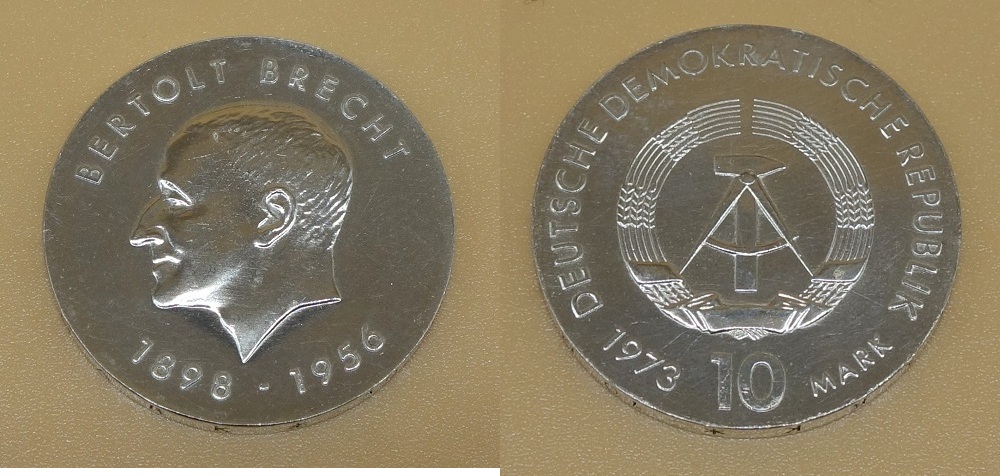 BERTOLT BRECHT
1898 - 1956
DEUTSCHE DEMOKRATISCHE REPUBLIK
1973 10 MARK